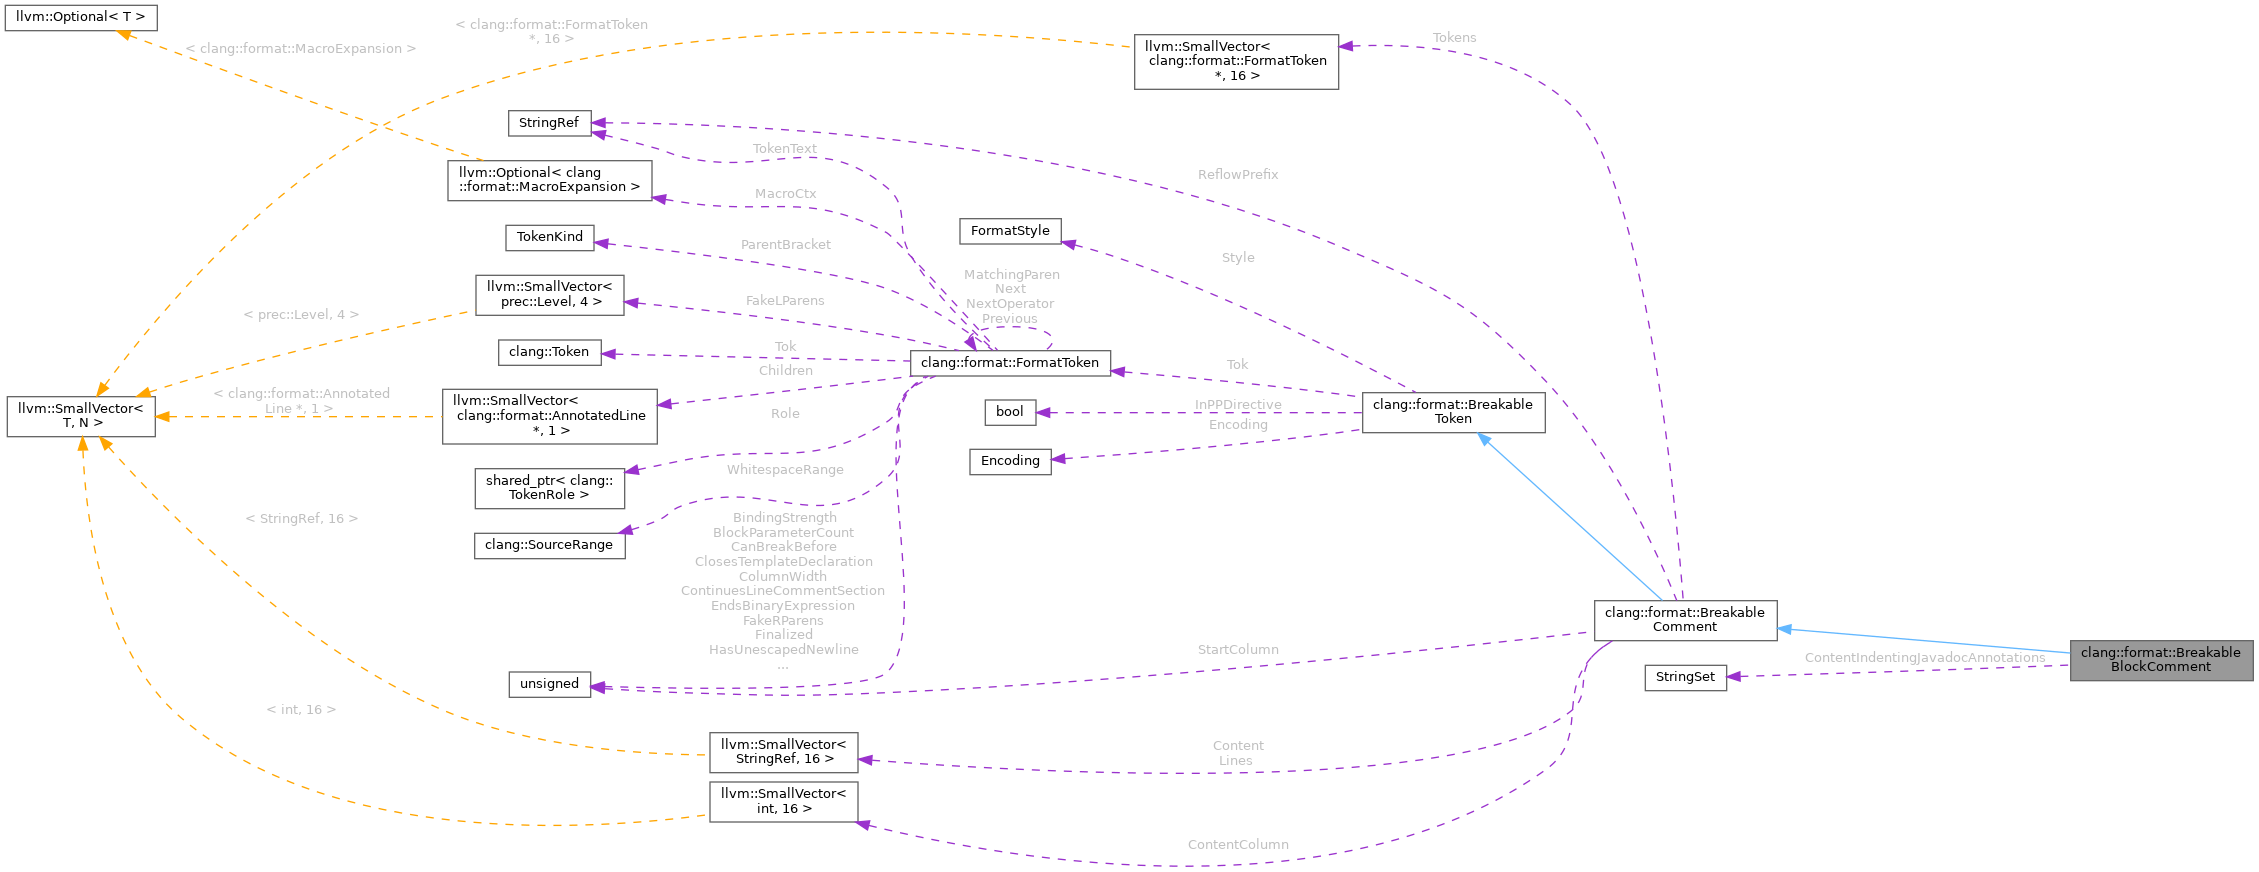 llvm::Optional< T >
< clang::format::MacroExpansion >
< clang::format::FormatToken
*, 16 >
llvm::SmallVector<
clang::format::FormatToken
*, 16 >
Tokens
StringRef
TokenText
llvm::Optional< clang
::format::MacroExpansion >
MacroCtx
ReflowPrefix
TokenKind
ParentBracket
FormatStyle
Style
llvm::SmallVector<
prec::Level, 4 >
FakeLParens
MatchingParen
Next
NextOperator
Previous
< prec::Level, 4 >
clang::Token
Tok
clang::format::FormatToken
Tok
Children
llvm::SmallVector<
clang::format::AnnotatedLine
*, 1 >
< clang::format::Annotated
Line *, 1 >
llvm::SmallVector<
T, N >
Role
bool
InPPDirective
clang::format::Breakable
Token
Encoding
Encoding
shared_ptr< clang::
TokenRole >
WhitespaceRange
clang::SourceRange
< StringRef, 16 >
BindingStrength
BlockParameterCount
CanBreakBefore
ClosesTemplateDeclaration
ColumnWidth
ContinuesLineCommentSection
EndsBinaryExpression
FakeRParens
Finalized
HasUnescapedNewline
...
unsigned
StartColumn
clang::format::Breakable
Comment
StringSet
ContentIndentingJavadocAnnotations
clang::format::Breakable
BlockComment
< int, 16 >
llvm::SmallVector<
StringRef, 16 >
Content
Lines
llvm::SmallVector<
int, 16 >
ContentColumn